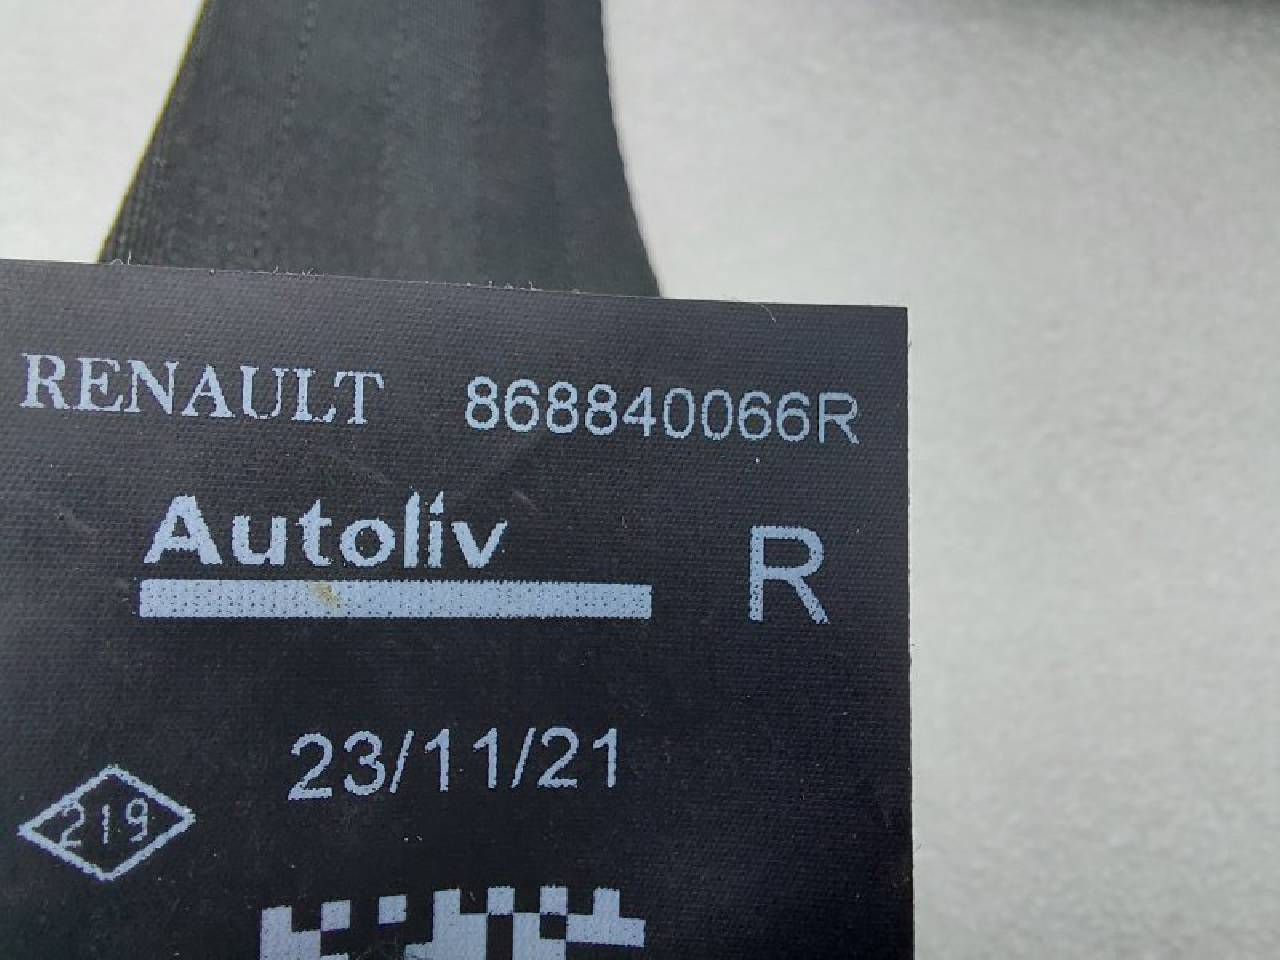 RENAULT 868840066R
Autoliv R
23/11/21
219